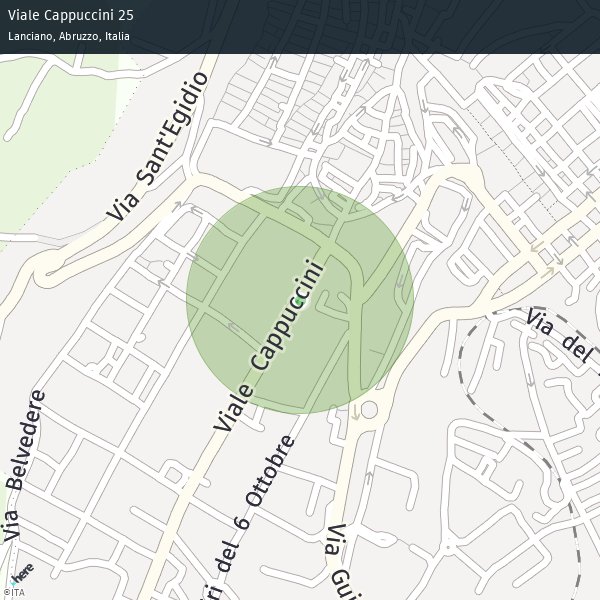 Viale Cappuccini 25
Lanciano, Abruzzo, Italia
Via Sant'Egidio
Viale Cappuccini
Via del
Via Belvedere
del 6 Ottobre
Via
here
©ITA